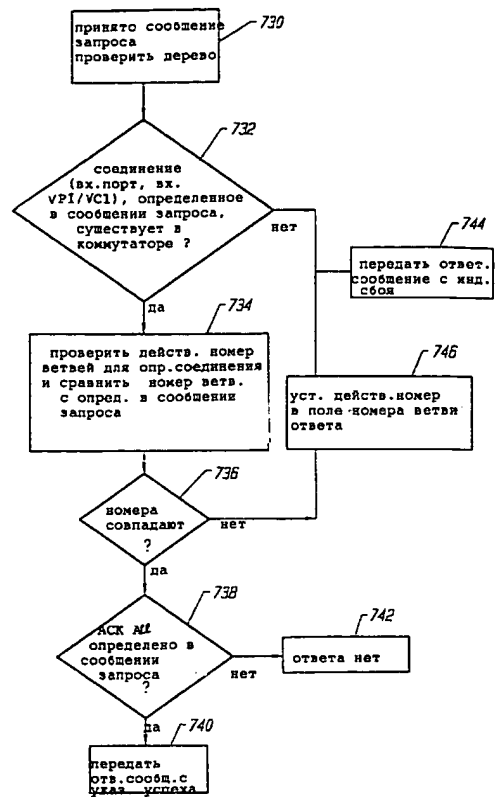 принято сообщение
запроса
проверить дерево
730
732
соединение
(вх.порт, вх.
VPI/VC1), определенное
в сообщении запроса,
существует в
коммутаторе ?
нет
744
передать ответ.
сообщение с инд.
сбоя
да
734
проверить действ. номер
ветвей для опр.соединения
и сравнить номер ветв.
с опред. в сообщении
запроса
746
уст. действ.номер
в поле номера ветви
ответа
736
номера
совпадают
?
нет
да
738
ACK All
определено в
сообщении
запроса
?
нет
742
ответа нет
да
740
передать
отв.сообщ.с
указ. успеха